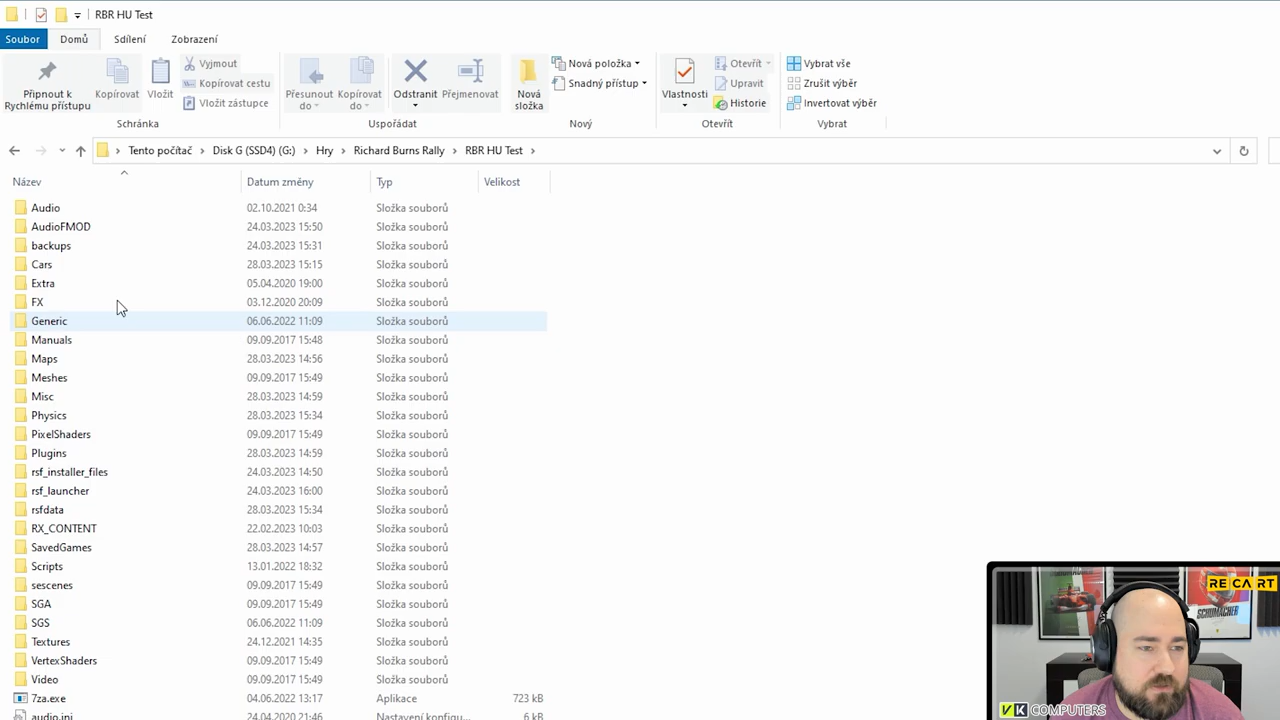 RBR HU Test
Soubor Domů Sdílení Zobrazení
Připnout k Rychlému přístupu
Kopírovat
Vložit
Vyjmout
Kopírovat cestu
Vložit zástupce
Schránka
Přesunout do
Kopírovat do
Odstranit
Přejmenovat
Uspořádat
Nová složka
Nová položka
Snadný přístup
Nový
Vlastnosti
Otevřít
Upravit
Historie
Otevřít
Vybrat vše
Zrušit výběr
Invertovat výběr
Vybrat
Tento počítač Disk G (SSD4) (G:) Hry Richard Burns Rally RBR HU Test
Název Datum změny Typ Velikost
Audio 02.10.2021 0:34 Složka souborů
AudioFMOD 24.03.2023 15:50 Složka souborů
backups 24.03.2023 15:31 Složka souborů
Cars 28.03.2023 15:15 Složka souborů
Extra 05.04.2020 19:00 Složka souborů
FX 03.12.2020 20:09 Složka souborů
Generic 06.06.2022 11:09 Složka souborů
Manuals 09.09.2017 15:48 Složka souborů
Maps 28.03.2023 14:56 Složka souborů
Meshes 09.09.2017 15:49 Složka souborů
Misc 28.03.2023 14:59 Složka souborů
Physics 28.03.2023 15:34 Složka souborů
PixelShaders 09.09.2017 15:49 Složka souborů
Plugins 28.03.2023 14:59 Složka souborů
rsf_installer_files 24.03.2023 14:50 Složka souborů
rsf_launcher 24.03.2023 16:00 Složka souborů
rsfdata 28.03.2023 15:34 Složka souborů
RX_CONTENT 22.02.2023 10:03 Složka souborů
SavedGames 28.03.2023 14:57 Složka souborů
Scripts 13.01.2022 18:32 Složka souborů
sescenes 09.09.2017 15:49 Složka souborů
SGA 09.09.2017 15:49 Složka souborů
SGS 06.06.2022 11:09 Složka souborů
Textures 24.12.2021 14:35 Složka souborů
VertexShaders 09.09.2017 15:49 Složka souborů
Video 09.09.2017 15:49 Složka souborů
7za.exe 04.06.2022 13:17 Aplikace 723 kB
audio.ini 24.04.2020 21:46 Nastavení konfigu... 6 kB
RECART
SCHUMACHER
VK COMPUTERS